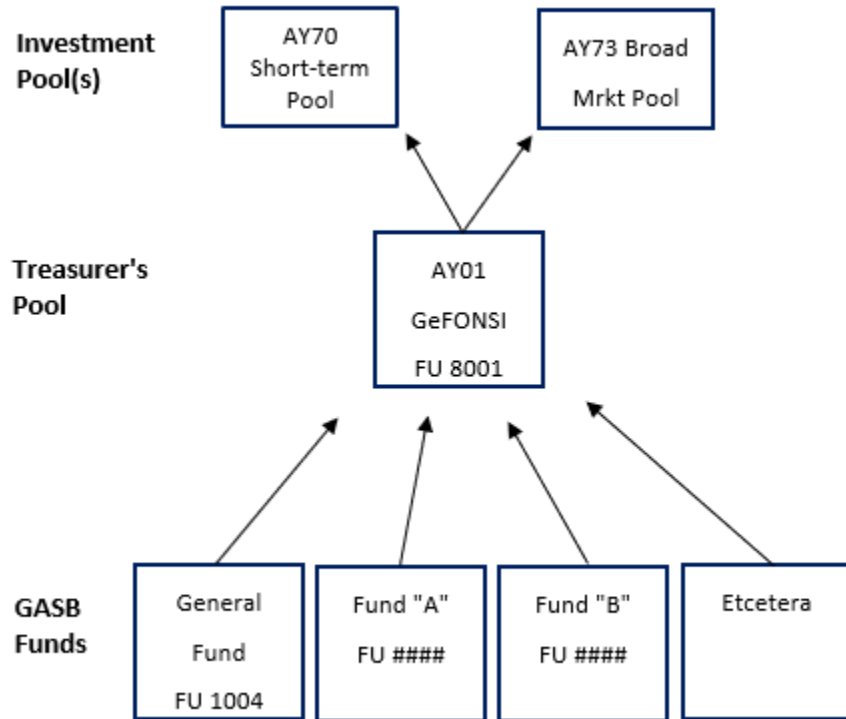 Investment
Pool(s)
AY70
Short-term
Pool
AY73 Broad
Mrkt Pool
Treasurer's
Pool
AY01
GeFONSI
FU 8001
GASB
Funds
General
Fund
FU 1004
Fund "A"
FU ####
Fund "B"
FU ####
Etcetera